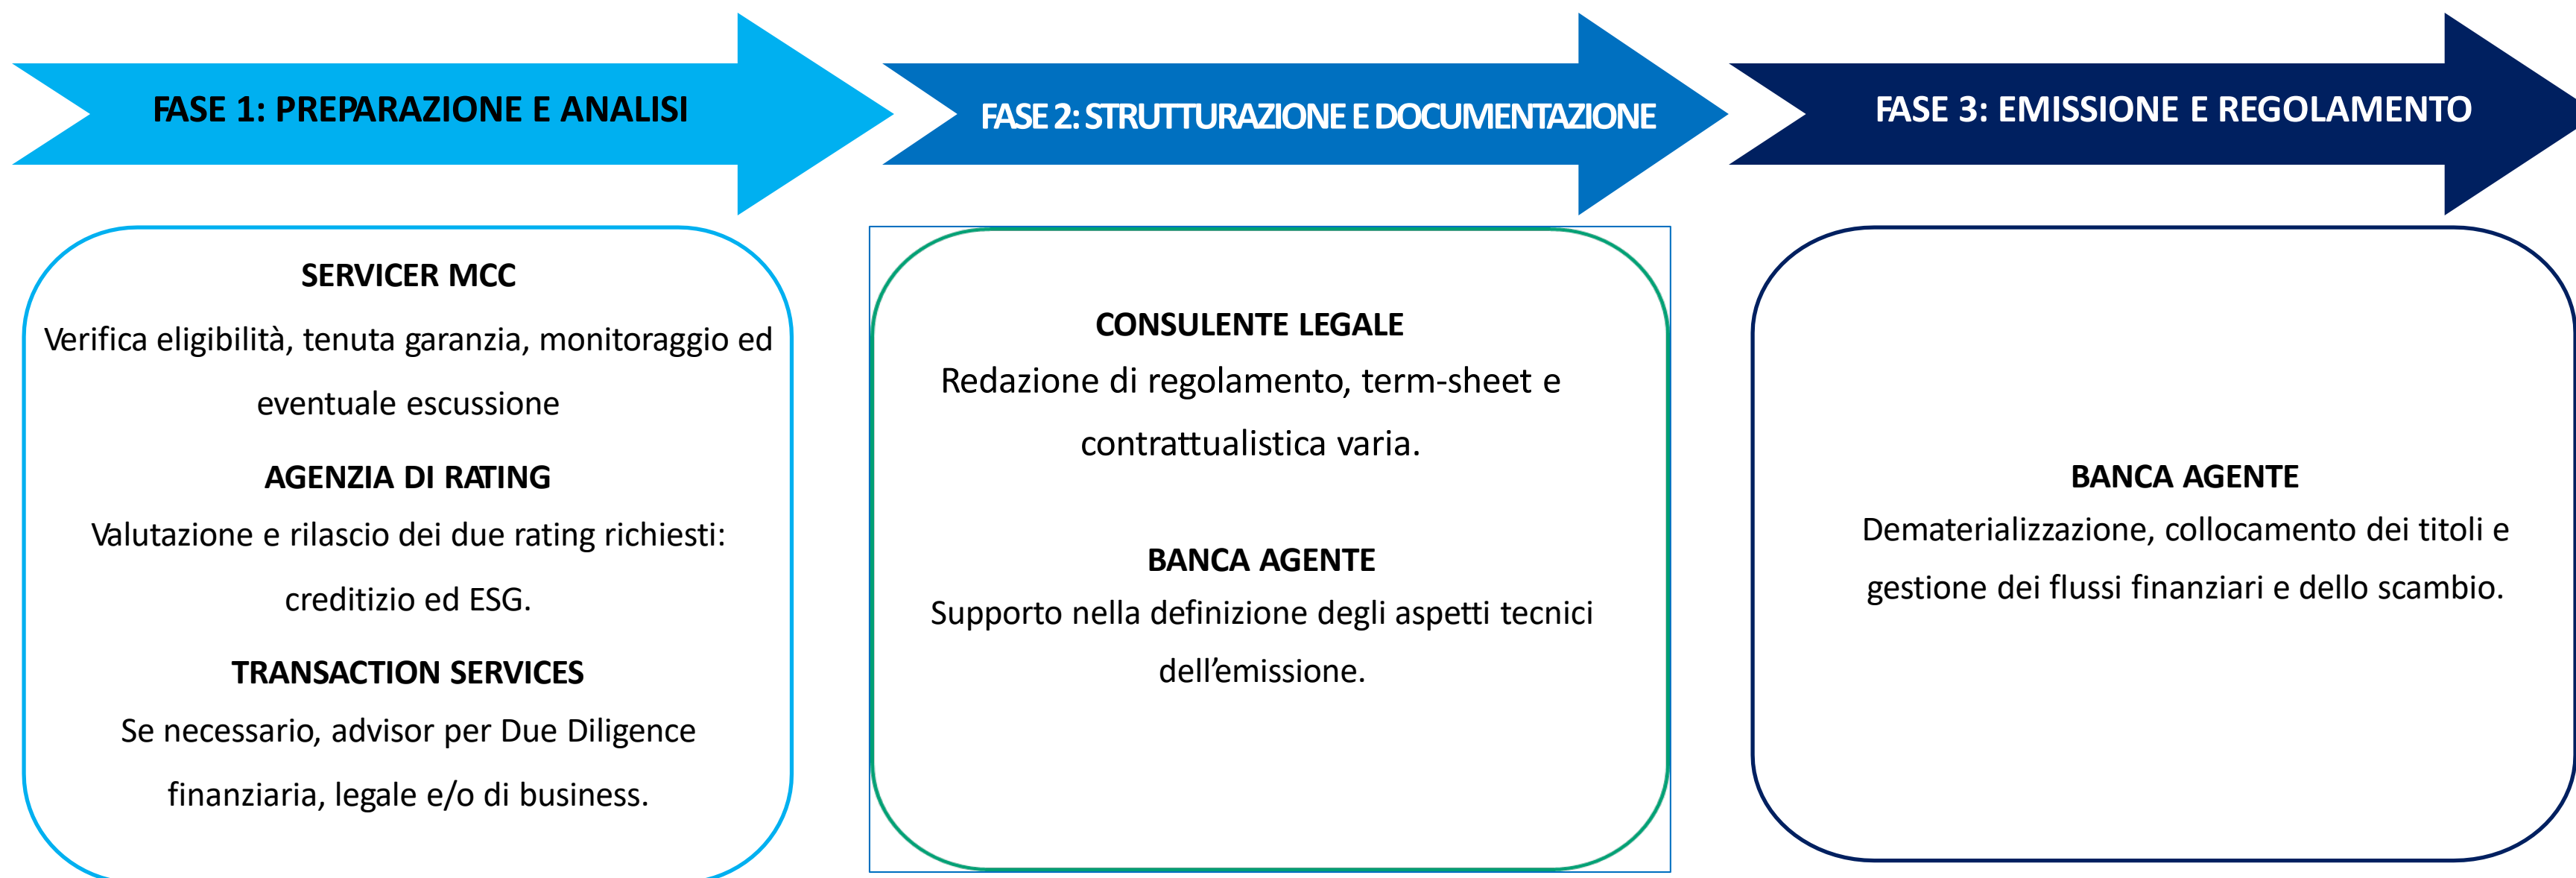 FASE 1: PREPARAZIONE E ANALISI
FASE 2: STRUTTURAZIONE E DOCUMENTAZIONE
FASE 3: EMISSIONE E REGOLAMENTO
SERVICER MCC
Verifica eligibilità, tenuta garanzia, monitoraggio ed
eventuale escussione
AGENZIA DI RATING
Valutazione e rilascio dei due rating richiesti:
creditizio ed ESG.
TRANSACTION SERVICES
Se necessario, advisor per Due Diligence
finanziaria, legale e/o di business.
CONSULENTE LEGALE
Redazione di regolamento, term-sheet e
contrattualistica varia.
BANCA AGENTE
Supporto nella definizione degli aspetti tecnici
dell’emissione.
BANCA AGENTE
Dematerializzazione, collocamento dei titoli e
gestione dei flussi finanziari e dello scambio.